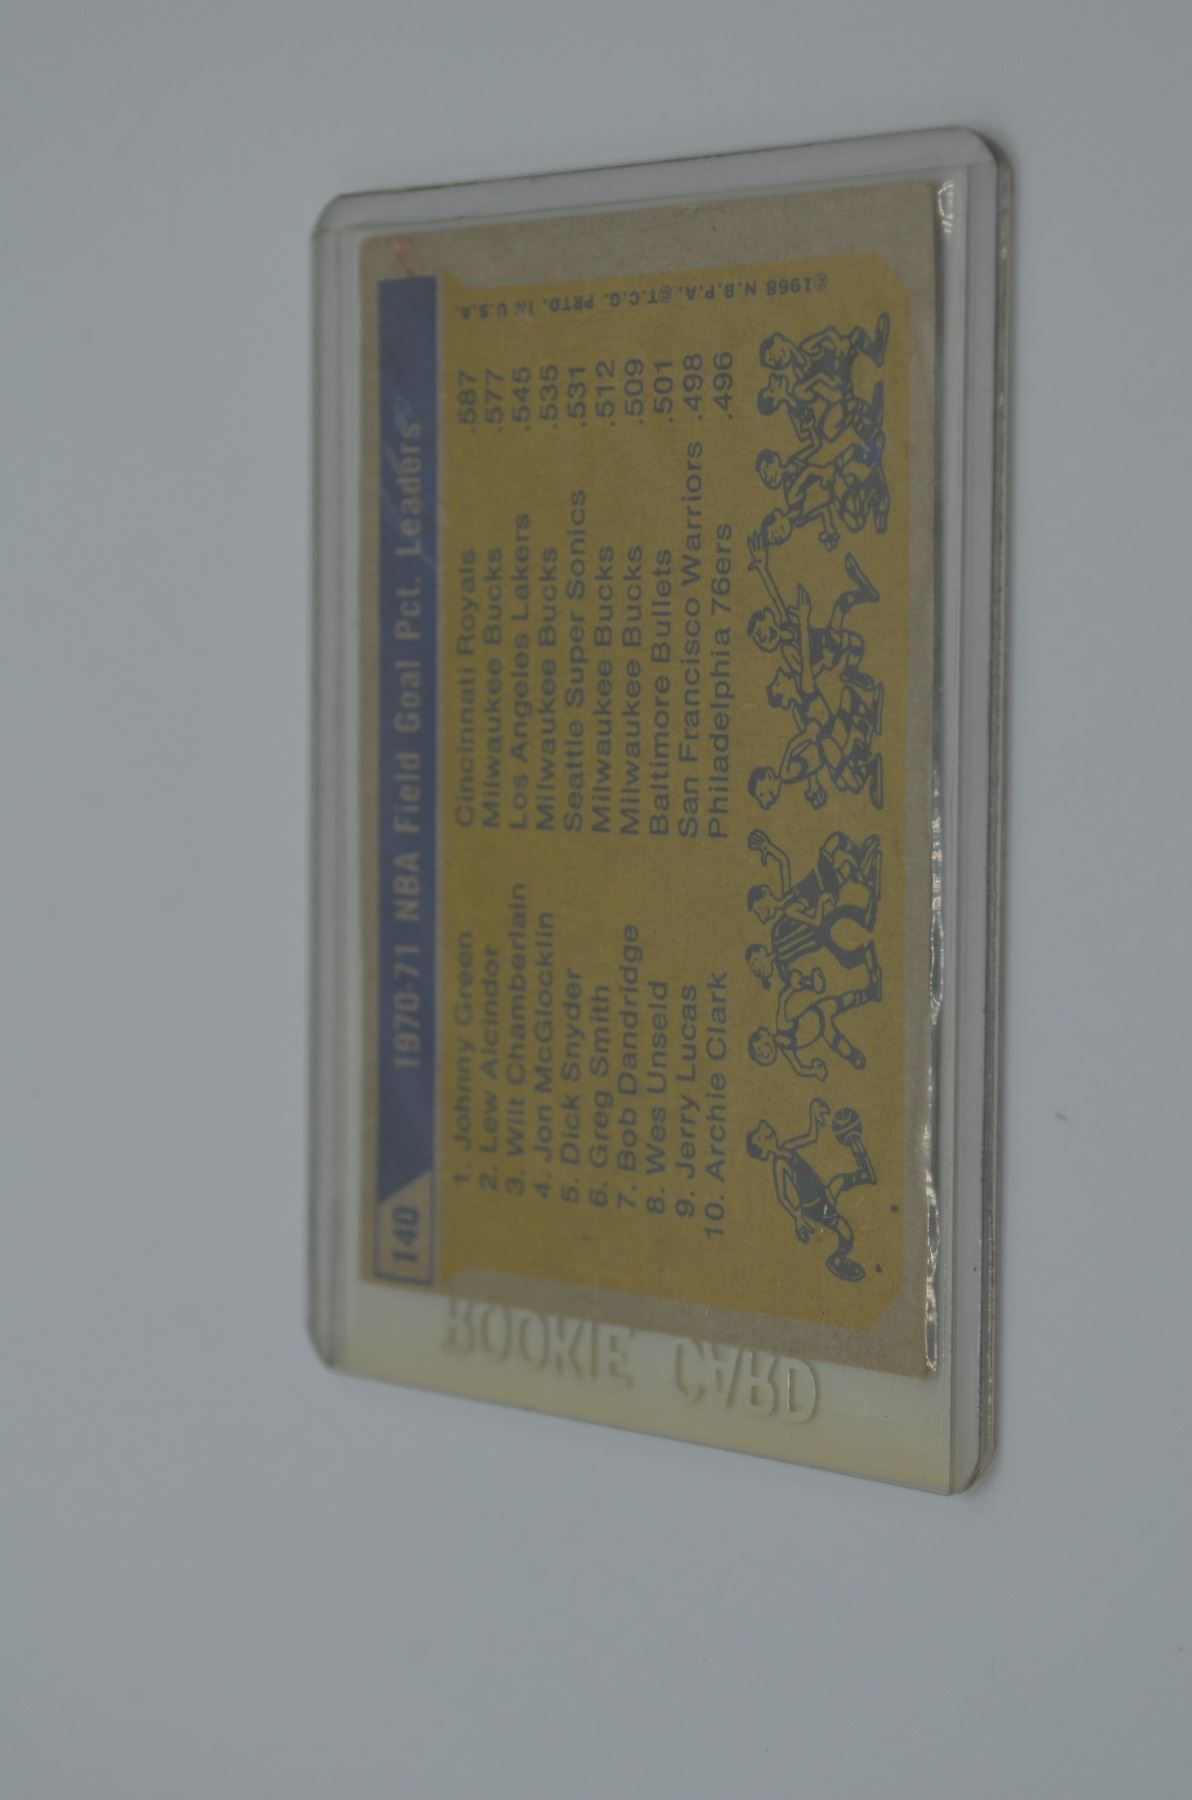 140 1970-71 NBA Field Goal Pct. Leaders
1. Johnny Green Cincinnati Royals .587
2. Lew Alcindor Milwaukee Bucks .577
3. Wilt Chamberlain Los Angeles Lakers .545
4. Jon McGlocklin Milwaukee Bucks .535
5. Dick Snyder Seattle Super Sonics .531
6. Greg Smith Milwaukee Bucks .512
7. Bob Dandridge Milwaukee Bucks .509
8. Wes Unseld Baltimore Bullets .501
9. Jerry Lucas San Francisco Warriors .498
10. Archie Clark Philadelphia 76ers .496
©1968 N.B.P.A. ©T.C.G. PRTD. IN U.S.A.
ROOKIE CARD